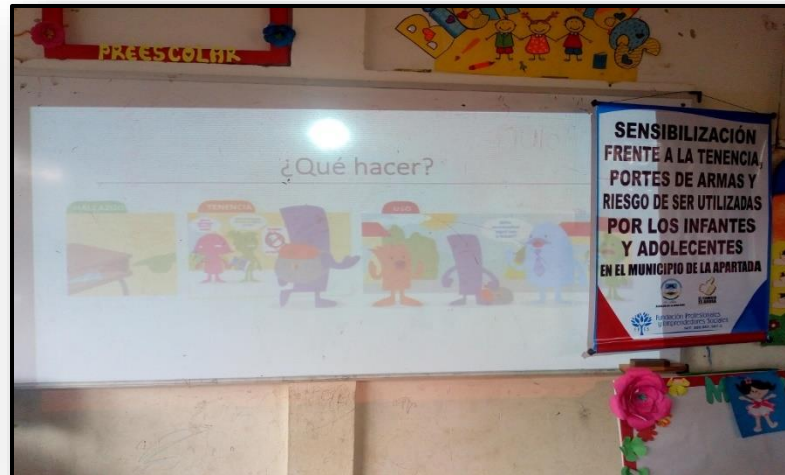 PREESCOLAR
¿Qué hacer?
TENENCIA
USO
SENSIBILIZACIÓN
FRENTE A LA TENENCIA,
PORTES DE ARMAS Y
RIESGO DE SER UTILIZADAS
POR LOS INFANTES
Y ADOLECENTES
EN EL MUNICIPIO DE LA APARTADA
Fundación Profesionales
y Emprendedores Sociales